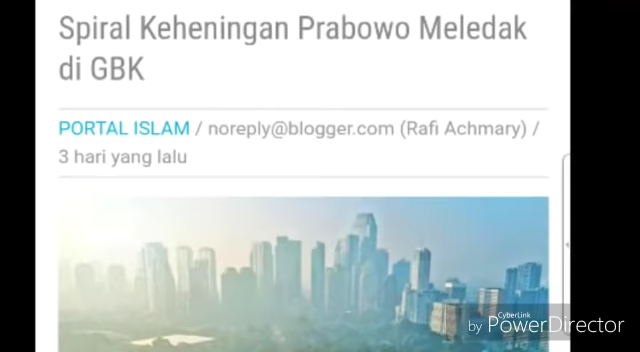 Spiral Keheningan Prabowo Meledak
di GBK
PORTAL ISLAM / noreply@blogger.com (Rafi Achmary) /
3 hari yang lalu
CyberLink
by PowerDirector